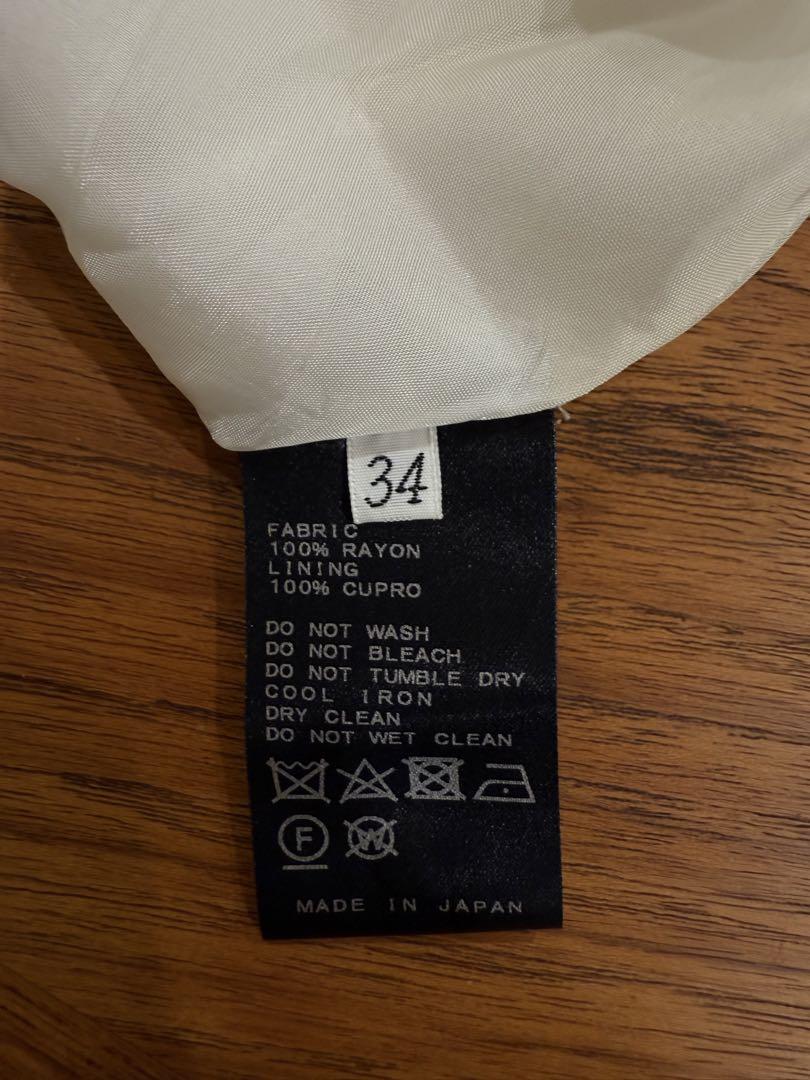 34
FABRIC
100% RAYON
LINING
100% CUPRO
DO NOT WASH
DO NOT BLEACH
DO NOT TUMBLE DRY
COOL IRON
DRY CLEAN
DO NOT WET CLEAN
F W
MADE IN JAPAN